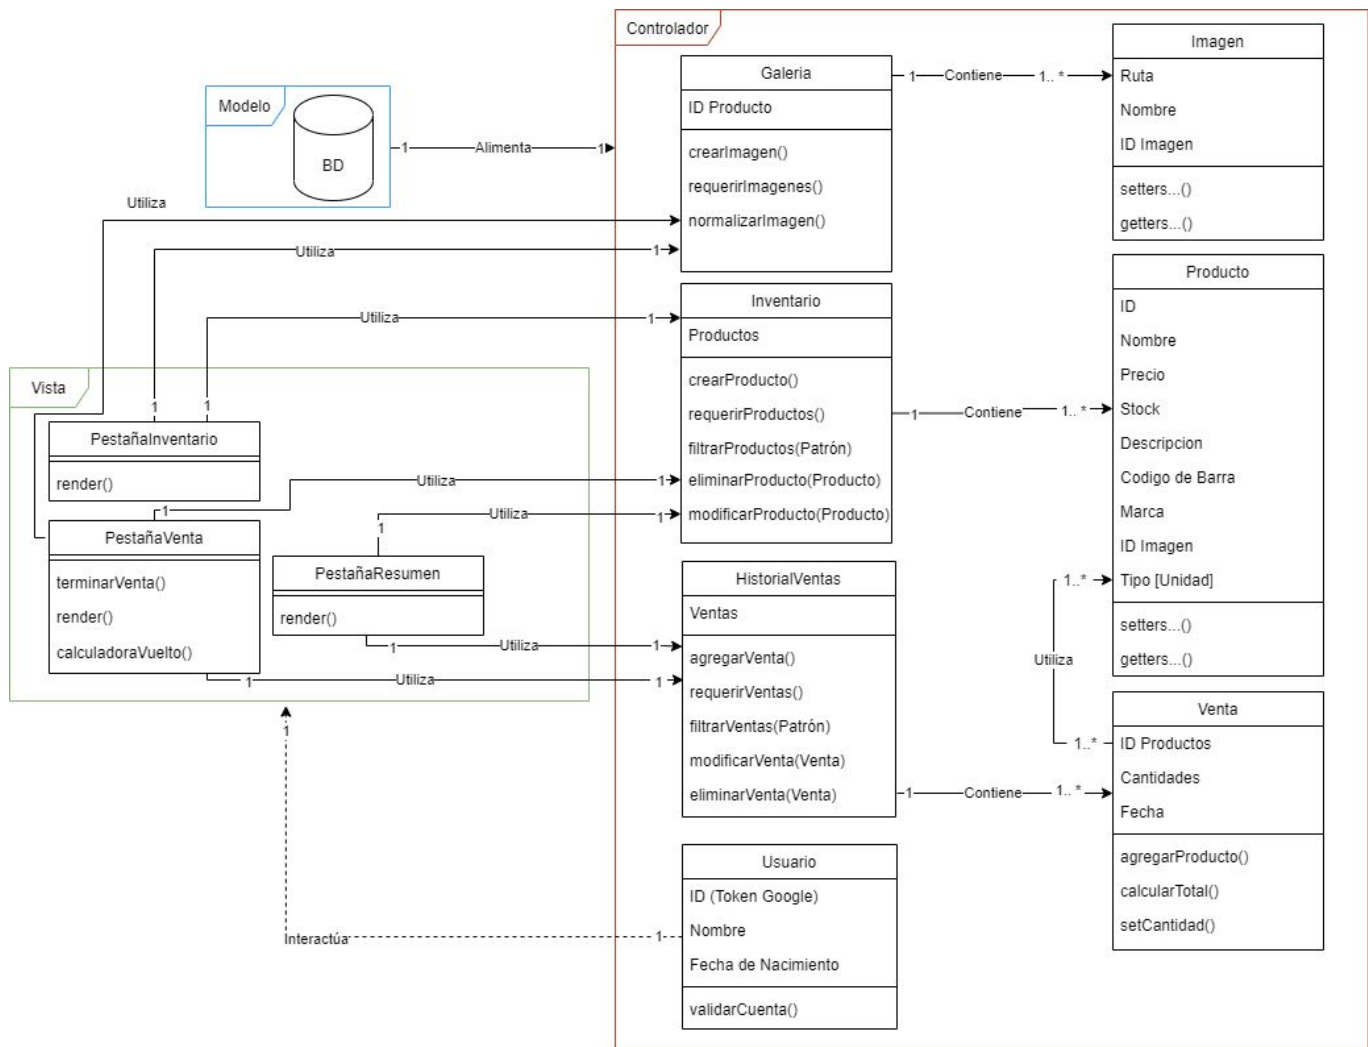 Controlador
Modelo
BD
1
Alimenta
1
Galeria
ID Producto
crearImagen()
requerirImagenes()
normalizarImagen()
1
Contiene
1.. *
Imagen
Ruta
Nombre
ID Imagen
setters...()
getters...()
Utiliza
Utiliza
1
1
Utiliza
1
1
Inventario
Productos
crearProducto()
requerirProductos()
filtrarProductos(Patrón)
eliminarProducto(Producto)
modificarProducto(Producto)
1
Contiene
1.. *
Producto
ID
Nombre
Precio
Stock
Descripcion
Codigo de Barra
Marca
ID Imagen
Tipo [Unidad]
setters...()
getters...()
Vista
PestañaInventario
render()
1
Utiliza
1
PestañaVenta
terminarVenta()
render()
calculadoraVuelto()
1
Utiliza
1
PestañaResumen
render()
1
Utiliza
1
1
Utiliza
1
HistorialVentas
Ventas
agregarVenta()
requerirVentas()
filtrarVentas(Patrón)
modificarVenta(Venta)
eliminarVenta(Venta)
1
Contiene
1.. *
1..*
Utiliza
1..*
Venta
ID Productos
Cantidades
Fecha
agregarProducto()
calcularTotal()
setCantidad()
1
Interactúa
1
Usuario
ID (Token Google)
Nombre
Fecha de Nacimiento
validarCuenta()